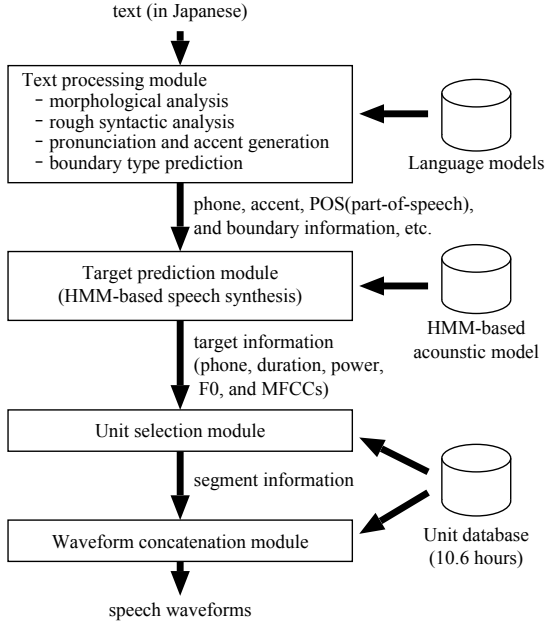 text (in Japanese)
Text processing module
- morphological analysis
- rough syntactic analysis
- pronunciation and accent generation
- boundary type prediction
Language models
phone, accent, POS(part-of-speech),
and boundary information, etc.
Target prediction module
(HMM-based speech synthesis)
HMM-based
acounstic model
target information
(phone, duration, power,
F0, and MFCCs)
Unit selection module
segment information
Unit database
(10.6 hours)
Waveform concatenation module
speech waveforms